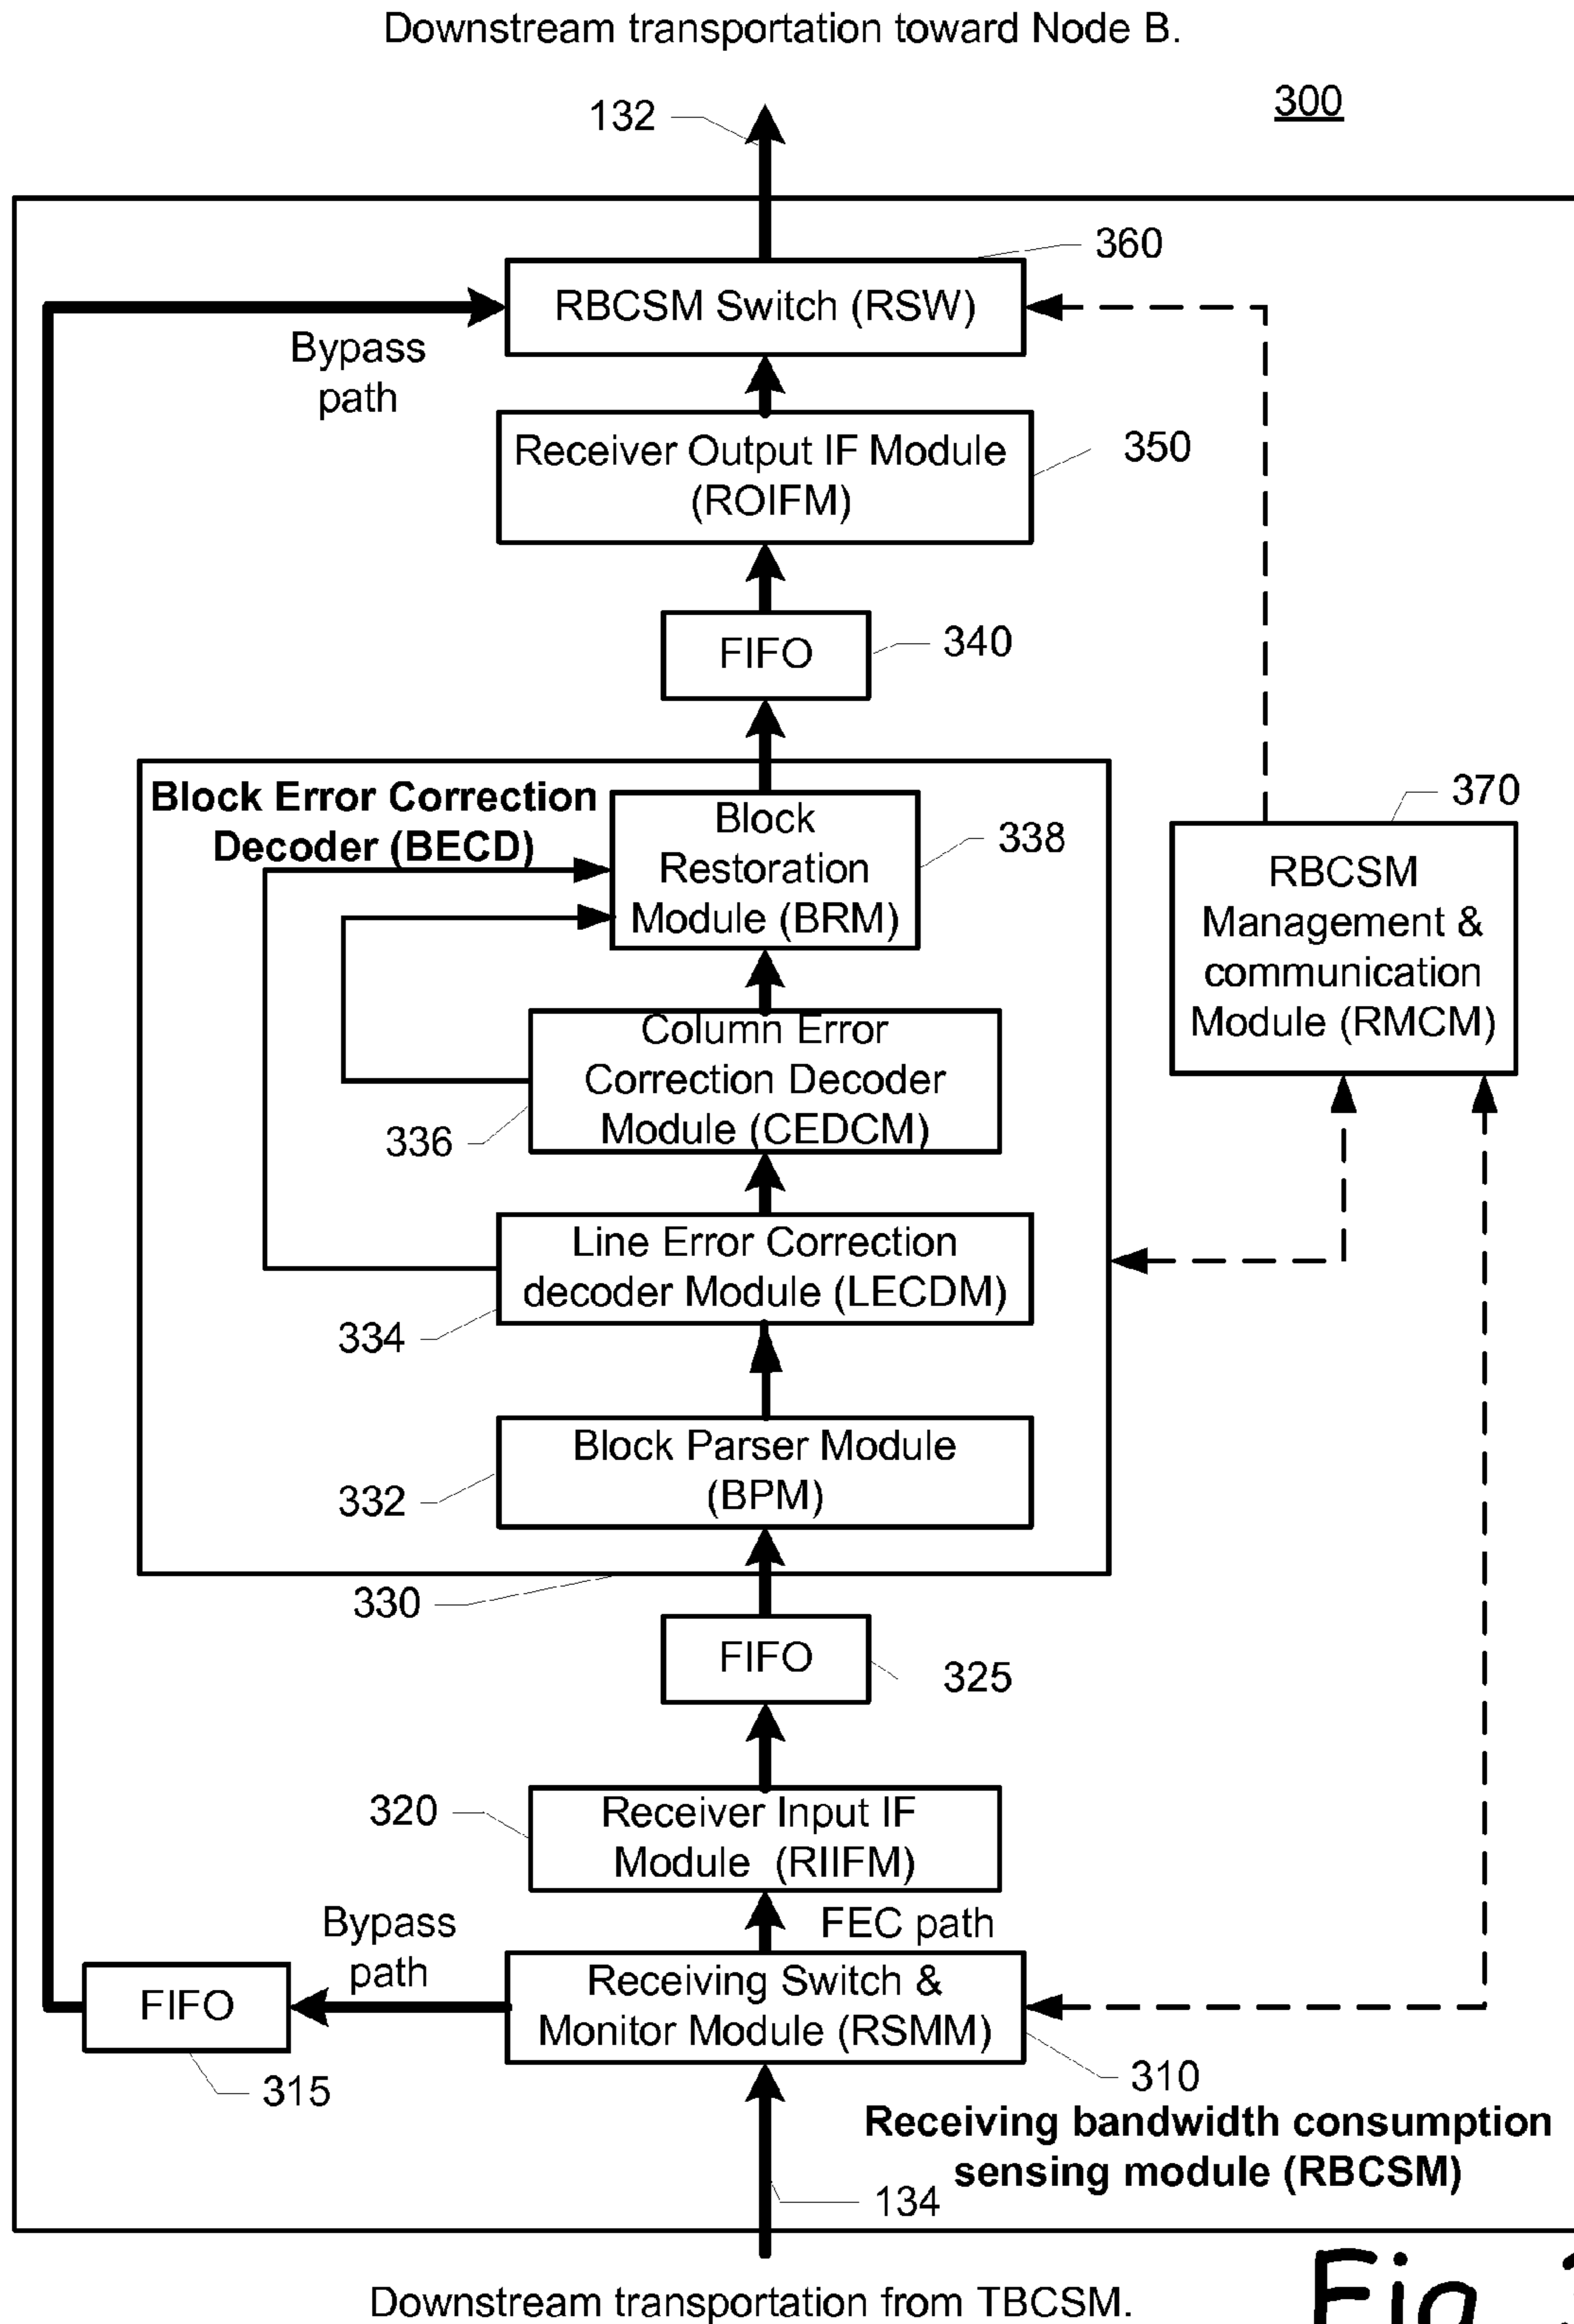 Downstream transportation toward Node B.
132
300
360
RBCSM Switch (RSW)
Bypass
path
Receiver Output IF Module
(ROIFM)
350
FIFO
340
Block Error Correction
Decoder (BECD)
Block
Restoration
Module (BRM)
338
370
RBCSM
Management &
communication
Module (RMCM)
Column Error
Correction Decoder
Module (CEDCM)
336
Line Error Correction
decoder Module (LECDM)
334
Block Parser Module
(BPM)
332
330
FIFO
325
320
Receiver Input IF
Module (RIIFM)
Bypass
path
FEC path
FIFO
Receiving Switch &
Monitor Module (RSMM)
315
310
Receiving bandwidth consumption
sensing module (RBCSM)
134
Downstream transportation from TBCSM.
Fig.